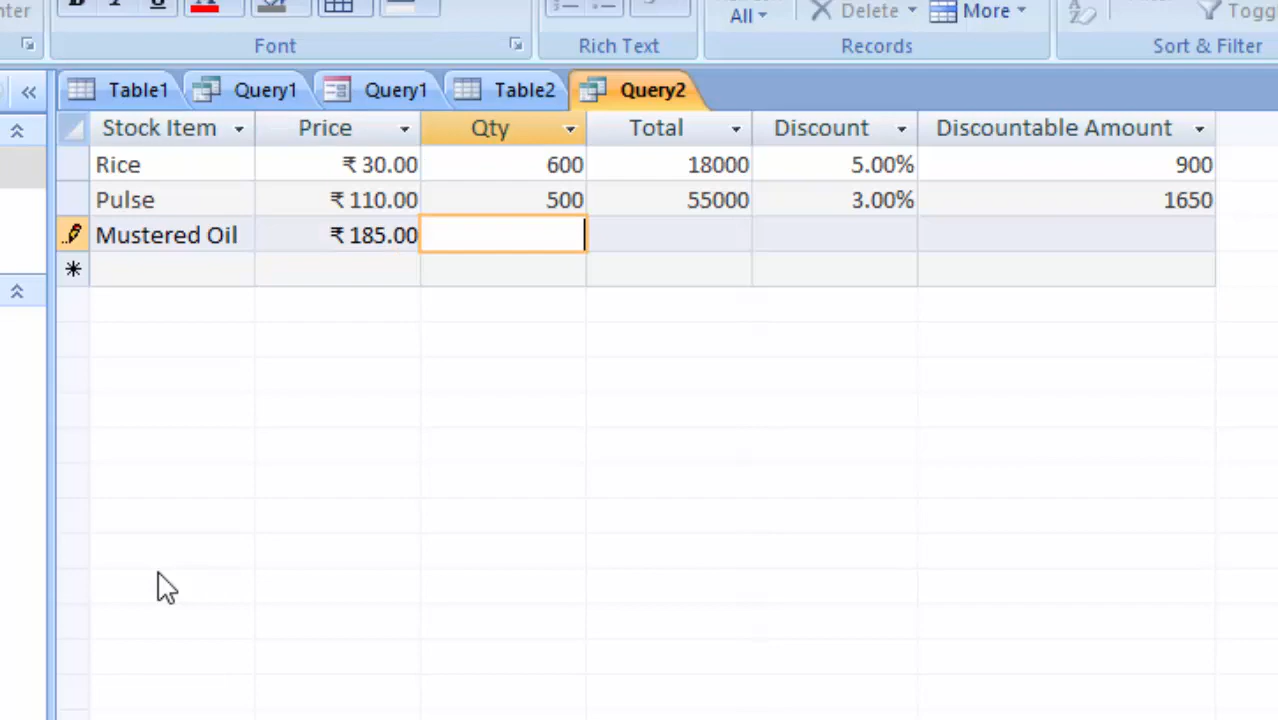 nter
B I U A
All
Delete
More
Togg
Font
Rich Text
Records
Sort & Filter
Table1
Query1
Query1
Table2
Query2
Stock Item Price Qty Total Discount Discountable Amount
Rice ₹ 30.00 600 18000 5.00% 900
Pulse ₹ 110.00 500 55000 3.00% 1650
Mustered Oil ₹ 185.00